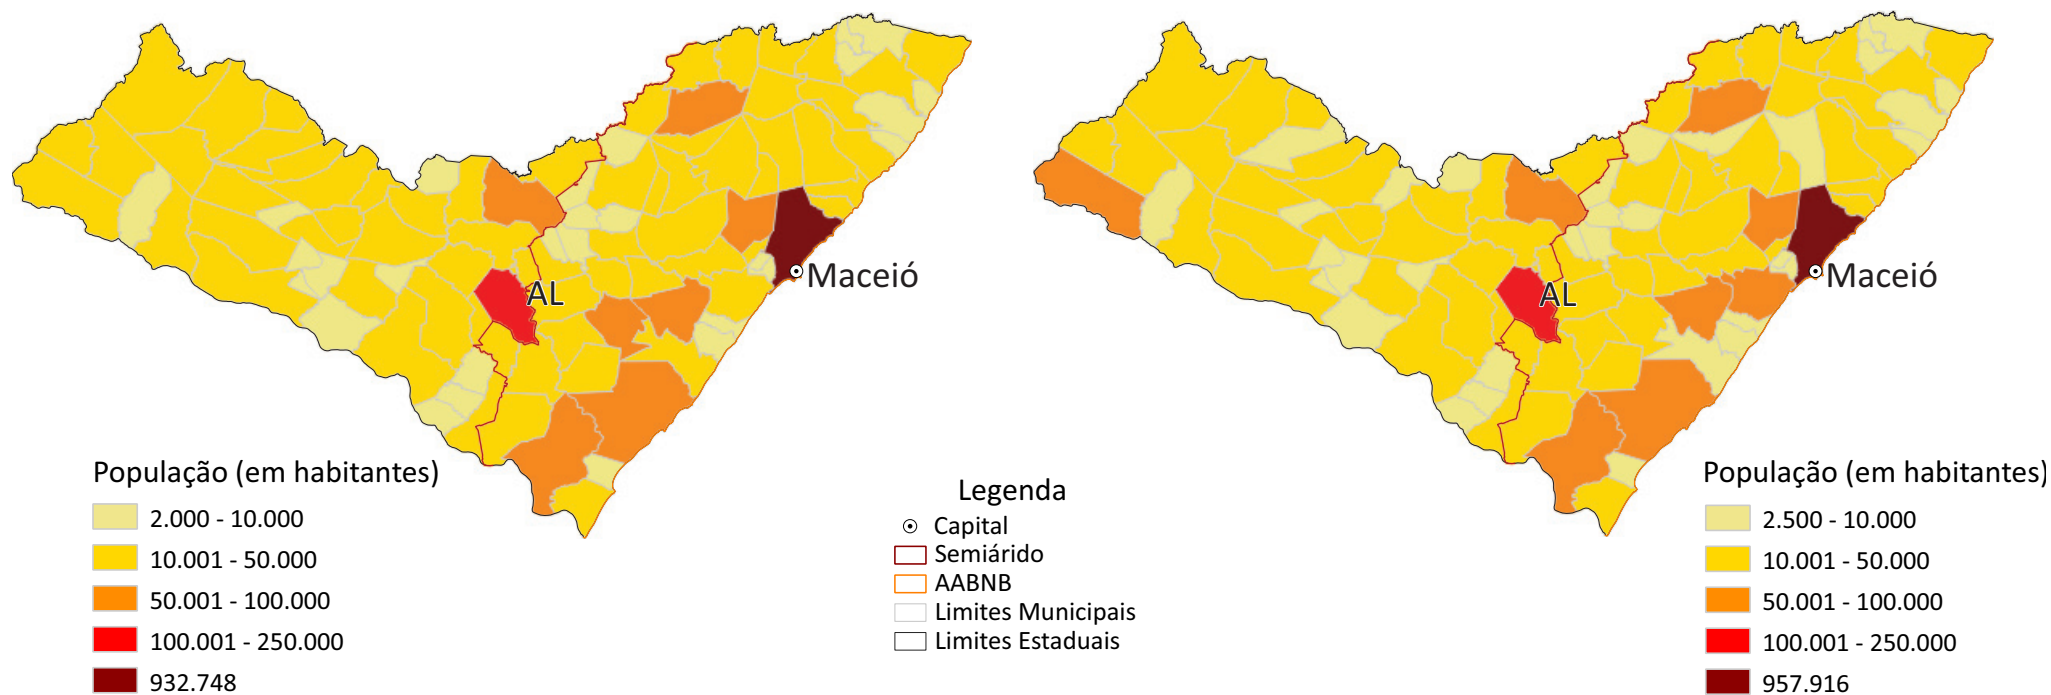 Maceió
AL
População (em habitantes)
2.000 - 10.000
10.001 - 50.000
50.001 - 100.000
100.001 - 250.000
932.748
Legenda
Capital
Semiárido
AABNB
Limites Municipais
Limites Estaduais
Maceió
AL
População (em habitantes)
2.500 - 10.000
10.001 - 50.000
50.001 - 100.000
100.001 - 250.000
957.916